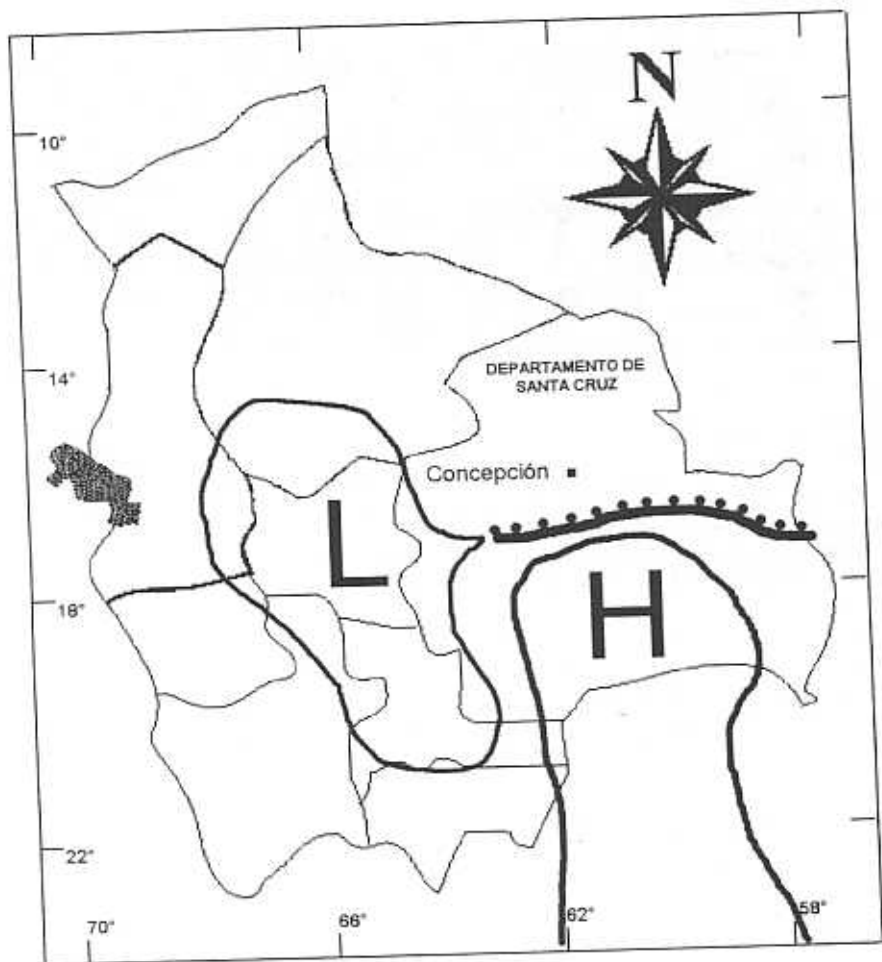 N
10°
14°
DEPARTAMENTO DE
SANTA CRUZ
Concepción
L
H
18°
22°
70°
66°
62°
58°